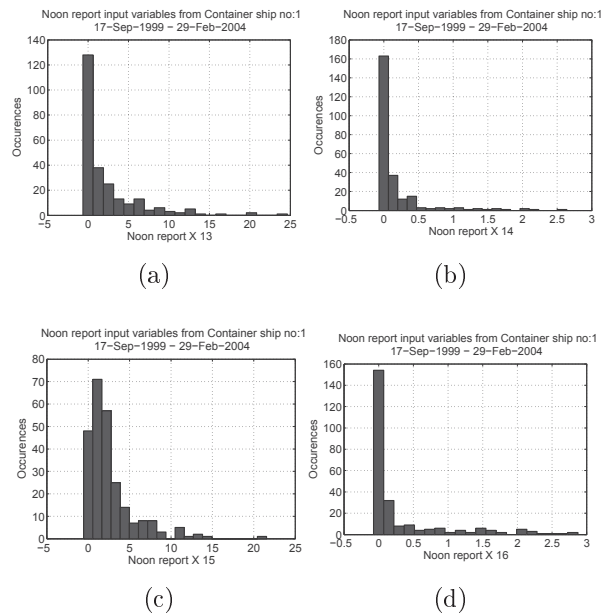 Noon report input variables from Container ship no:1
17-Sep-1999 - 29-Feb-2004
140
120
100
80
60
40
20
0
Occurences
-5 0 5 10 15 20 25
Noon report X 13
(a)
Noon report input variables from Container ship no:1
17-Sep-1999 - 29-Feb-2004
180
160
140
120
100
80
60
40
20
0
Occurences
-0.5 0 0.5 1 1.5 2 2.5 3
Noon report X 14
(b)
Noon report input variables from Container ship no:1
17-Sep-1999 - 29-Feb-2004
80
70
60
50
40
30
20
10
0
Occurences
-5 0 5 10 15 20 25
Noon report X 15
(c)
Noon report input variables from Container ship no:1
17-Sep-1999 - 29-Feb-2004
160
140
120
100
80
60
40
20
0
Occurences
-0.5 0 0.5 1 1.5 2 2.5 3
Noon report X 16
(d)